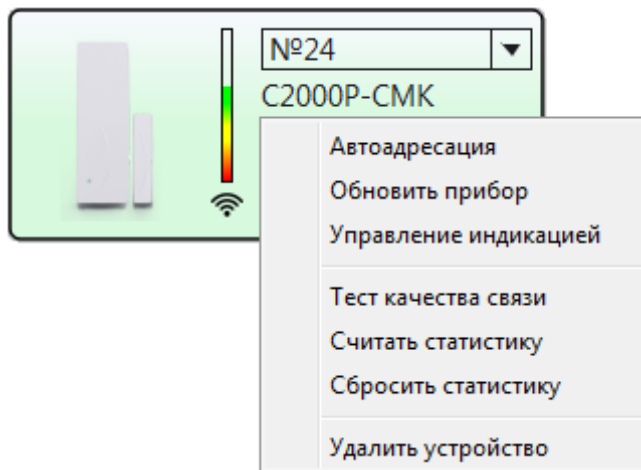 №24
С2000Р-СМК
Автоадресация
Обновить прибор
Управление индикацией
Тест качества связи
Считать статистику
Сбросить статистику
Удалить устройство